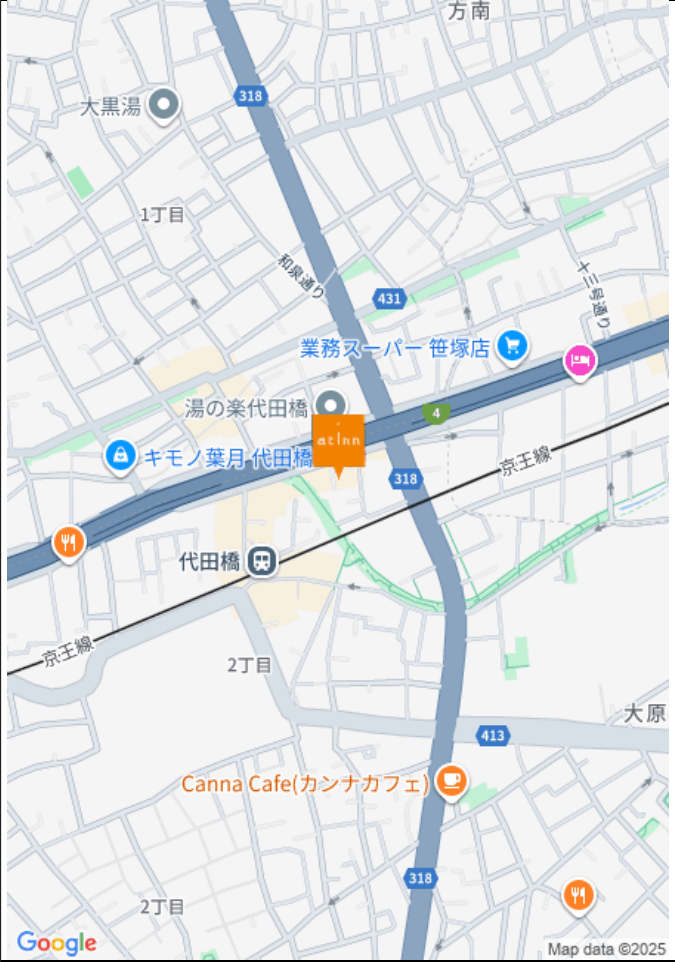 方南
318
大黒湯
1丁目
和泉通り
十三号通り
431
業務スーパー 笹塚店
湯の楽代田橋
4
at inn
キモノ葉月 代田橋
京王線
318
代田橋
京王線
2丁目
大原
413
Canna Cafe(カンナカフェ)
318
2丁目
Google
Map data ©2025